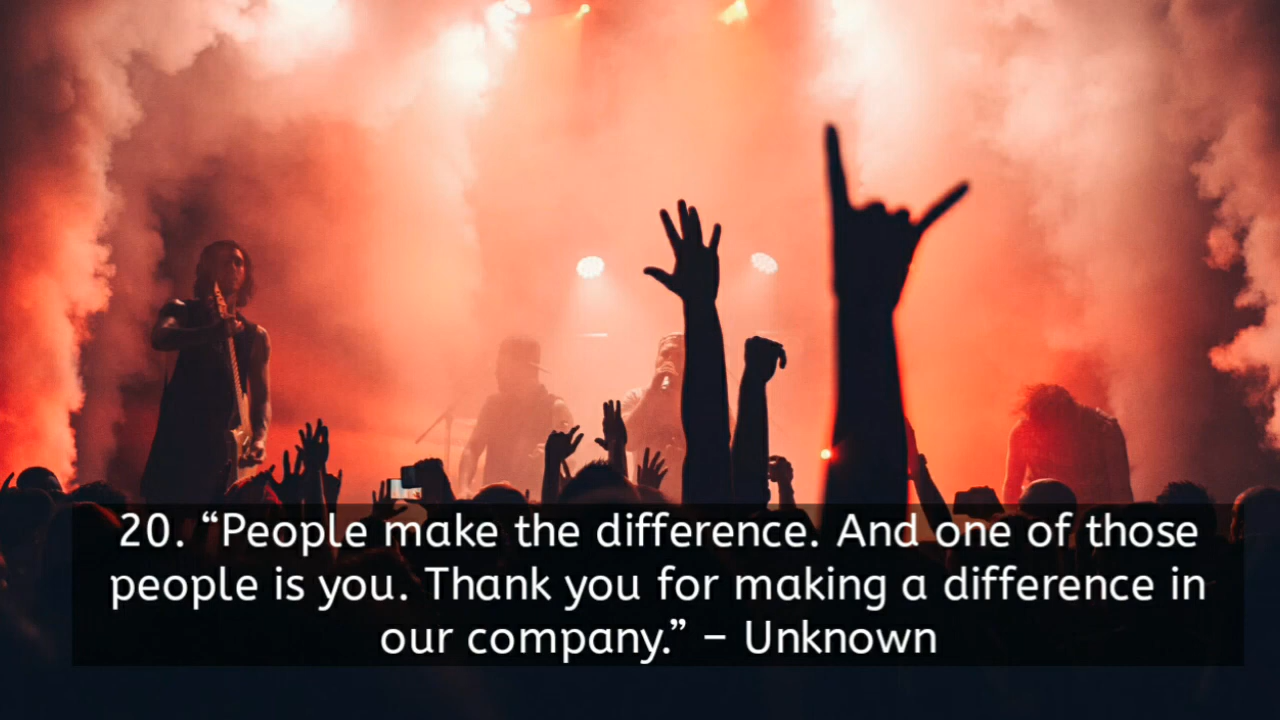 20. “People make the difference. And one of those
people is you. Thank you for making a difference in
our company.” – Unknown